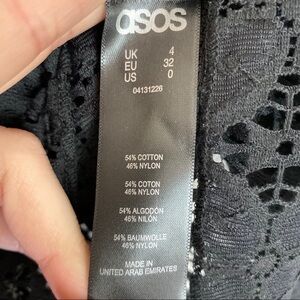 asos
UK 4
EU 32
US 0
04131226
54% COTTON
46% NYLON
54% COTON
46% NYLON
54% ALGODÓN
46% NILÓN
54% BAUMWOLLE
46% NYLON
MADE IN
UNITED ARAB EMIRATES